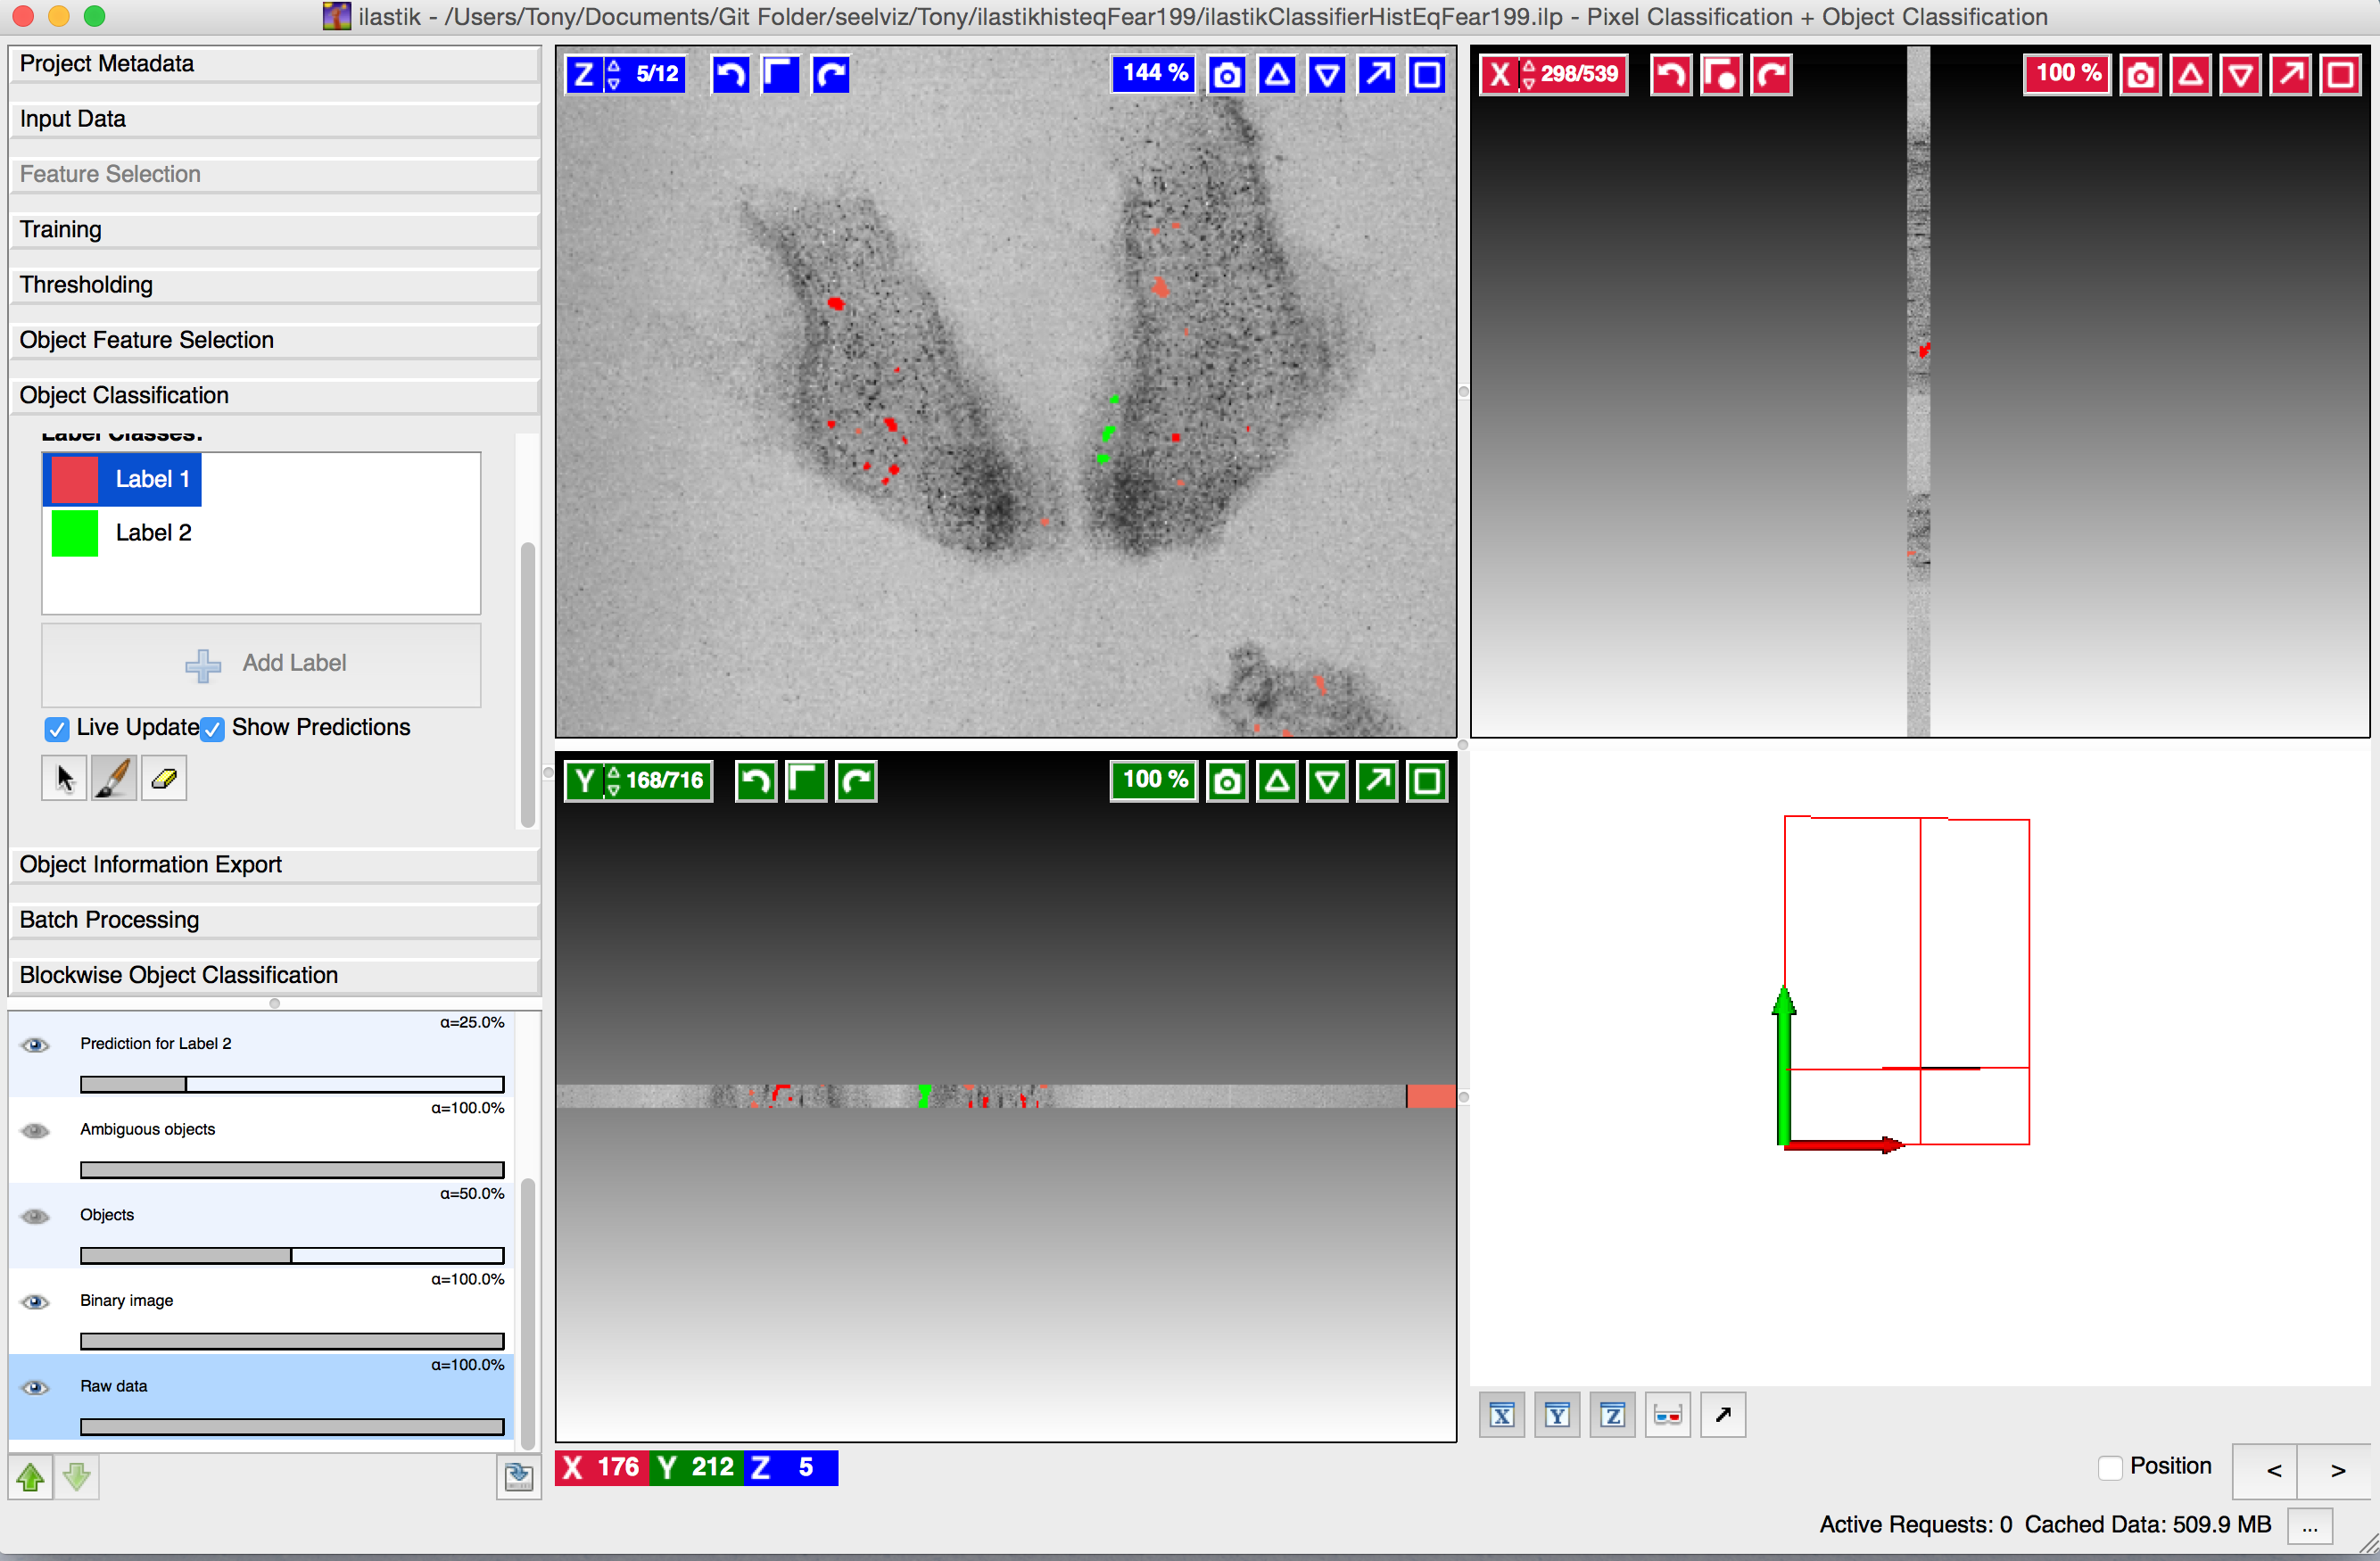 ilastik - /Users/Tony/Documents/Git Folder/seelviz/Tony/ilastikhisteqFear199/ilastikClassifierHistEqFear199.ilp - Pixel Classification + Object Classification
Project Metadata
Input Data
Feature Selection
Training
Thresholding
Object Feature Selection
Object Classification
Label Classes:
Label 1
Label 2
Add Label
Live Update
Show Predictions
Object Information Export
Batch Processing
Blockwise Object Classification
α=25.0%
Prediction for Label 2
α=100.0%
Ambiguous objects
α=50.0%
Objects
α=100.0%
Binary image
α=100.0%
Raw data
Z 5/12
144 %
X 298/539
100 %
Y 168/716
100 %
X Y Z
X 176 Y 212 Z 5
Position
< >
Active Requests: 0 Cached Data: 509.9 MB ...